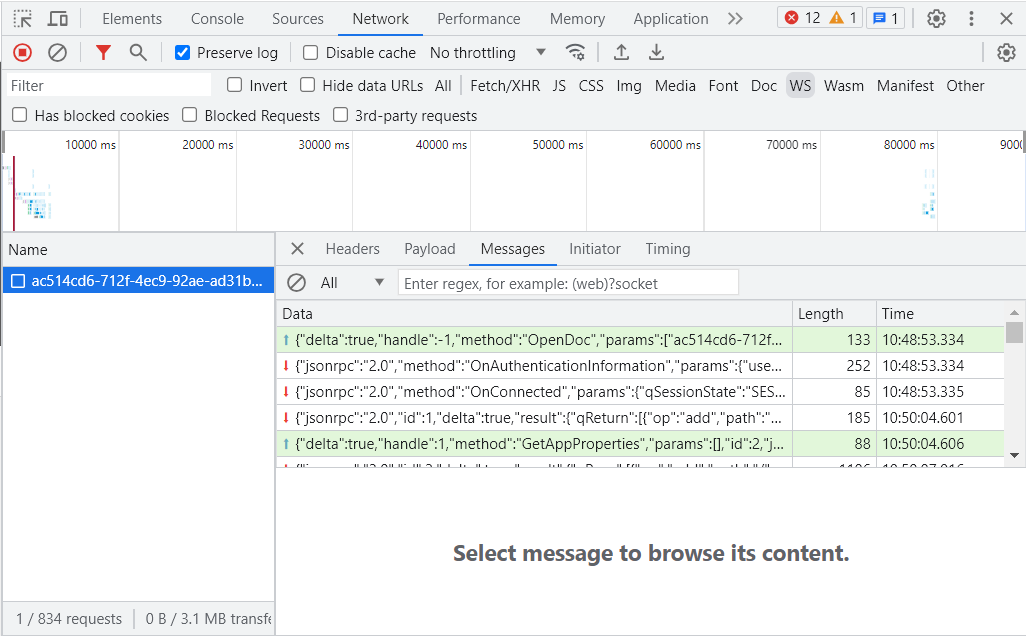 Elements Console Sources Network Performance Memory Application 12 1 1
Preserve log Disable cache No throttling
Filter Invert Hide data URLs All Fetch/XHR JS CSS Img Media Font Doc WS Wasm Manifest Other
Has blocked cookies Blocked Requests 3rd-party requests
10000 ms 20000 ms 30000 ms 40000 ms 50000 ms 60000 ms 70000 ms 80000 ms 9000
Name Headers Payload Messages Initiator Timing
ac514cd6-712f-4ec9-92ae-ad31b...
All Enter regex, for example: (web)?socket
Data Length Time
{"delta":true,"handle":-1,"method":"OpenDoc","params":["ac514cd6-712f... 133 10:48:53.334
{"jsonrpc":"2.0","method":"OnAuthenticationInformation","params":{"use... 252 10:48:53.334
{"jsonrpc":"2.0","method":"OnConnected","params":{"qSessionState":"SES... 85 10:48:53.335
{"jsonrpc":"2.0","id":1,"delta":true,"result":{"qReturn":[{"op":"add","path":"... 185 10:50:04.601
{"delta":true,"handle":1,"method":"GetAppProperties","params":[],"id":2,"j... 88 10:50:04.606
Select message to browse its content.
1 / 834 requests 0 B / 3.1 MB transfe